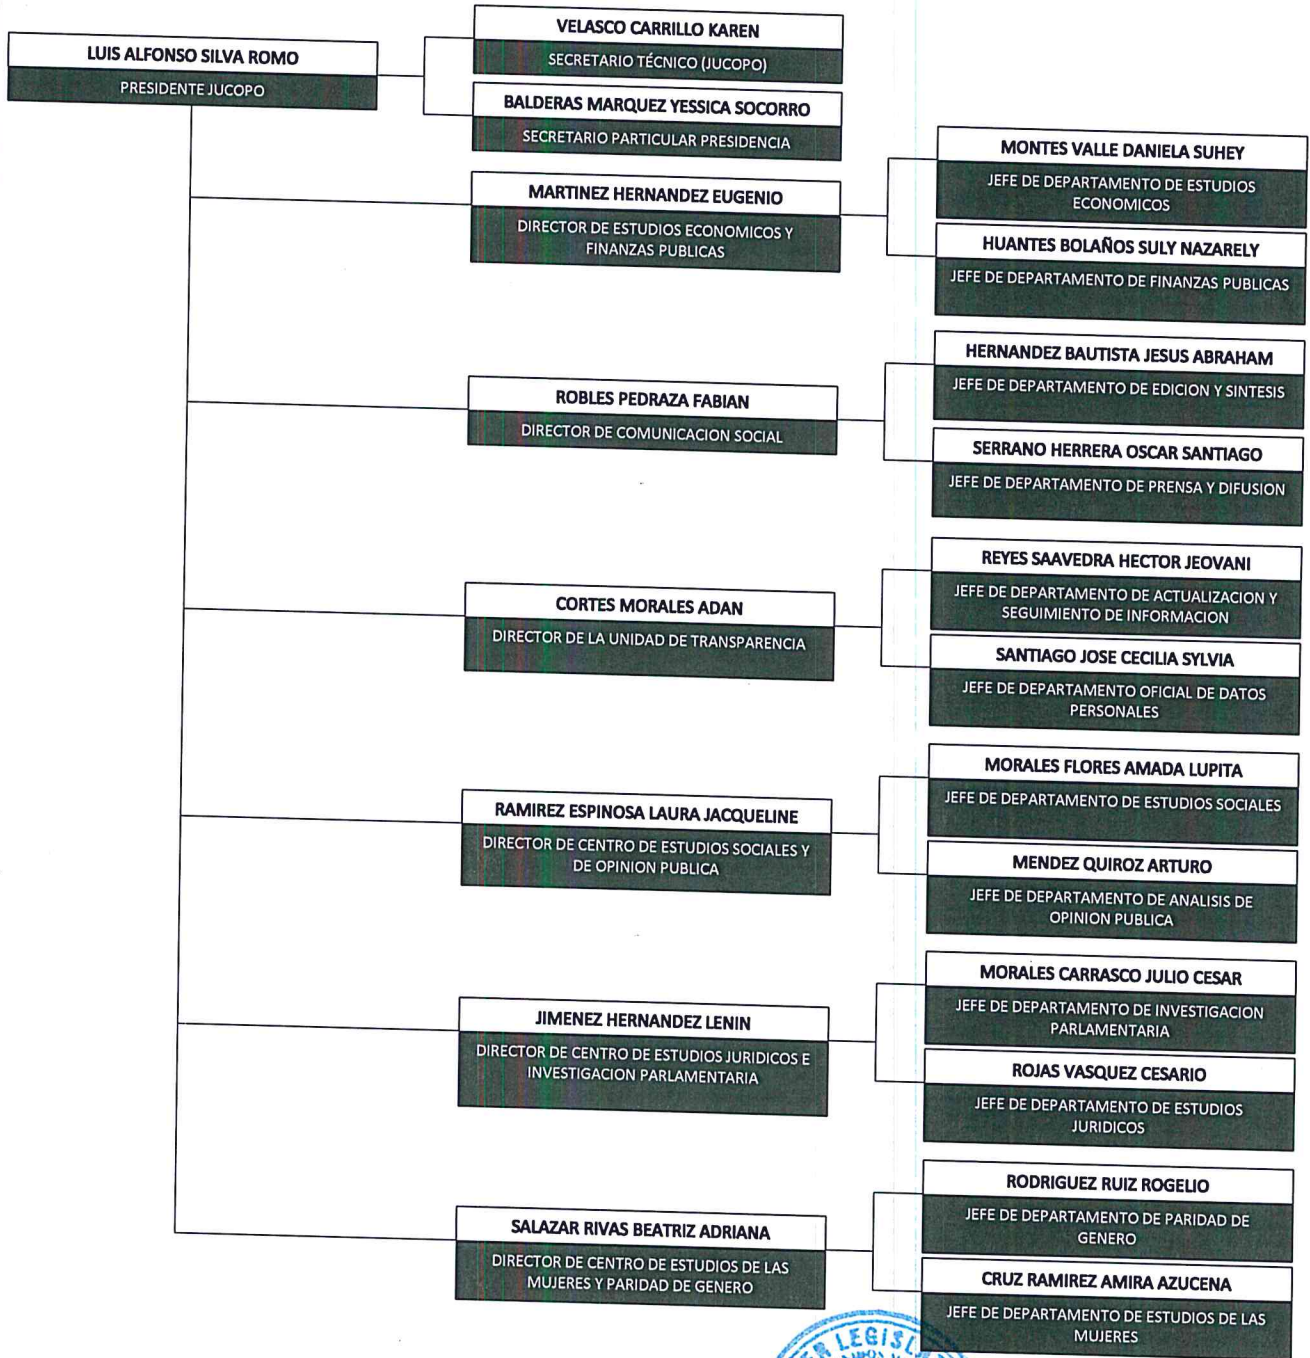 LUIS ALFONSO SILVA ROMO
PRESIDENTE JUCOPO
VELASCO CARRILLO KAREN
SECRETARIO TÉCNICO (JUCOPO)
BALDERAS MARQUEZ YESSICA SOCORRO
SECRETARIO PARTICULAR PRESIDENCIA
MARTINEZ HERNANDEZ EUGENIO
DIRECTOR DE ESTUDIOS ECONOMICOS Y
FINANZAS PUBLICAS
MONTES VALLE DANIELA SUHEY
JEFE DE DEPARTAMENTO DE ESTUDIOS
ECONOMICOS
HUANTES BOLAÑOS SULY NAZARELY
JEFE DE DEPARTAMENTO DE FINANZAS PUBLICAS
ROBLES PEDRAZA FABIAN
DIRECTOR DE COMUNICACION SOCIAL
HERNANDEZ BAUTISTA JESUS ABRAHAM
JEFE DE DEPARTAMENTO DE EDICION Y SINTESIS
SERRANO HERRERA OSCAR SANTIAGO
JEFE DE DEPARTAMENTO DE PRENSA Y DIFUSION
CORTES MORALES ADAN
DIRECTOR DE LA UNIDAD DE TRANSPARENCIA
REYES SAAVEDRA HECTOR JEOVANI
JEFE DE DEPARTAMENTO DE ACTUALIZACION Y
SEGUIMIENTO DE INFORMACION
SANTIAGO JOSE CECILIA SYLVIA
JEFE DE DEPARTAMENTO OFICIAL DE DATOS
PERSONALES
RAMIREZ ESPINOSA LAURA JACQUELINE
DIRECTOR DE CENTRO DE ESTUDIOS SOCIALES Y
DE OPINION PUBLICA
MORALES FLORES AMADA LUPITA
JEFE DE DEPARTAMENTO DE ESTUDIOS SOCIALES
MENDEZ QUIROZ ARTURO
JEFE DE DEPARTAMENTO DE ANALISIS DE
OPINION PUBLICA
JIMENEZ HERNANDEZ LENIN
DIRECTOR DE CENTRO DE ESTUDIOS JURIDICOS E
INVESTIGACION PARLAMENTARIA
MORALES CARRASCO JULIO CESAR
JEFE DE DEPARTAMENTO DE INVESTIGACION
PARLAMENTARIA
ROJAS VASQUEZ CESARIO
JEFE DE DEPARTAMENTO DE ESTUDIOS
JURIDICOS
SALAZAR RIVAS BEATRIZ ADRIANA
DIRECTOR DE CENTRO DE ESTUDIOS DE LAS
MUJERES Y PARIDAD DE GENERO
RODRIGUEZ RUIZ ROGELIO
JEFE DE DEPARTAMENTO DE PARIDAD DE
GENERO
CRUZ RAMIREZ AMIRA AZUCENA
JEFE DE DEPARTAMENTO DE ESTUDIOS DE LAS
MUJERES